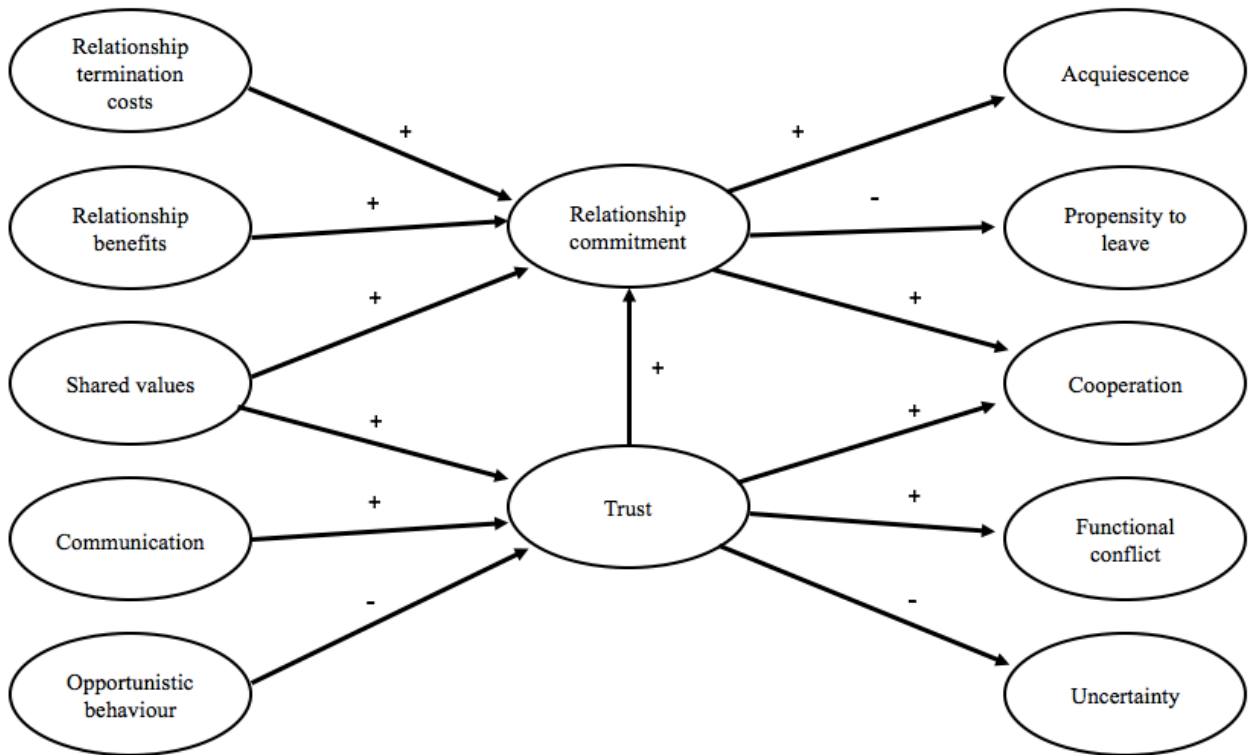 Relationship
termination
costs
Acquiescence
+
+
Relationship
benefits
+
Relationship
commitment
-
Propensity to
leave
+
+
Shared values
+
Cooperation
+
+
Communication
+
Trust
+
Functional
conflict
-
-
Opportunistic
behaviour
Uncertainty